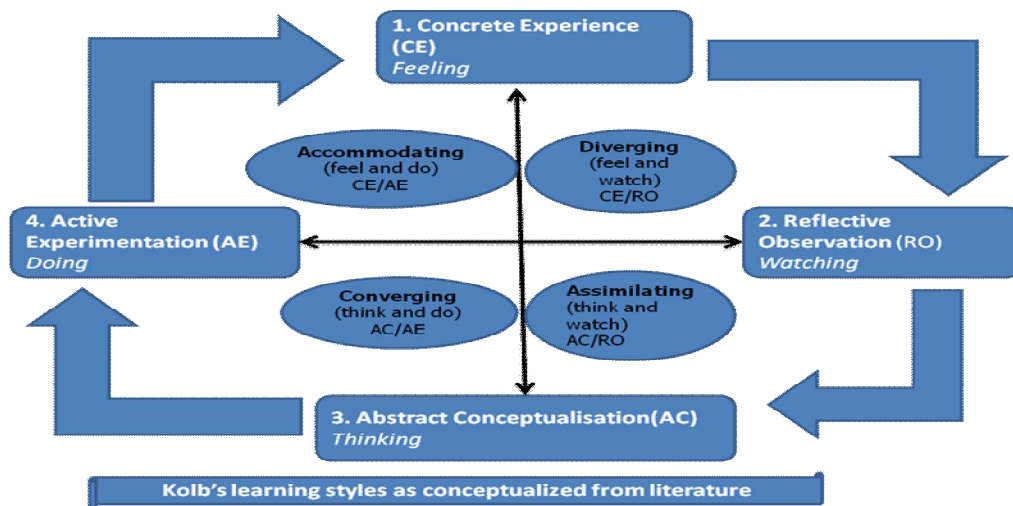 1. Concrete Experience
(CE)
Feeling
Accommodating
(feel and do)
CE/AE
Diverging
(feel and
watch)
CE/RO
4. Active
Experimentation (AE)
Doing
2. Reflective
Observation (RO)
Watching
Converging
(think and do)
AC/AE
Assimilating
(think and
watch)
AC/RO
3. Abstract Conceptualisation(AC)
Thinking
Kolb's learning styles as conceptualized from literature